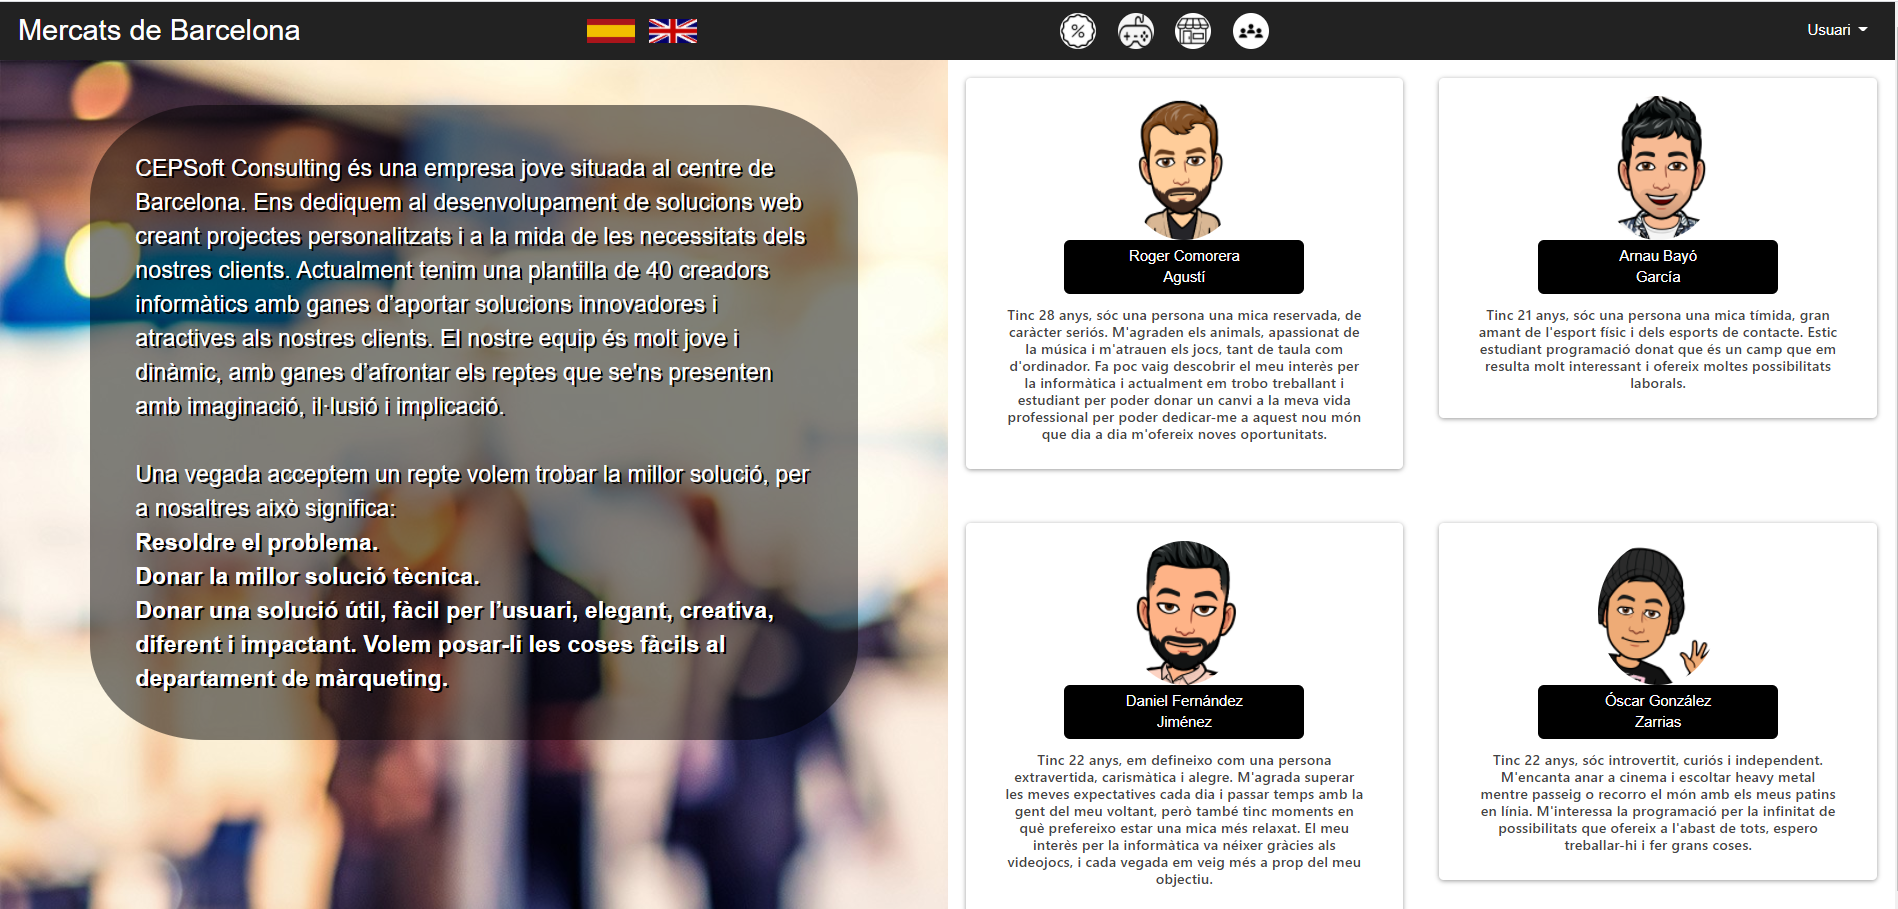 Mercats de Barcelona
Usuari
CEPSoft Consulting és una empresa jove situada al centre de
Barcelona. Ens dediquem al desenvolupament de solucions web
creant projectes personalitzats i a la mida de les necessitats dels
nostres clients. Actualment tenim una plantilla de 40 creadors
informàtics amb ganes d’aportar solucions innovadores i
atractives als nostres clients. El nostre equip és molt jove i
dinàmic, amb ganes d’afrontar els reptes que se'ns presenten
amb imaginació, il·lusió i implicació.
Una vegada acceptem un repte volem trobar la millor solució, per
a nosaltres això significa:
Resoldre el problema.
Donar la millor solució tècnica.
Donar una solució útil, fàcil per l’usuari, elegant, creativa,
diferent i impactant. Volem posar-li les coses fàcils al
departament de màrqueting.
Roger Comorera
Agustí
Tinc 28 anys, sóc una persona una mica reservada, de
caràcter seriós. M'agraden els animals, apassionat de
la música i m'atrauen els jocs, tant de taula com
d'ordinador. Fa poc vaig descobrir el meu interès per
la informàtica i actualment em trobo treballant i
estudiant per poder donar un canvi a la meva vida
professional per poder dedicar-me a aquest nou món
que dia a dia m'ofereix noves oportunitats.
Arnau Bayó
García
Tinc 21 anys, sóc una persona una mica tímida, gran
amant de l'esport físic i dels esports de contacte. Estic
estudiant programació donat que és un camp que em
resulta molt interessant i ofereix moltes possibilitats
laborals.
Daniel Fernández
Jiménez
Tinc 22 anys, em defineixo com una persona
extravertida, carismàtica i alegre. M'agrada superar
les meves expectatives cada dia i passar temps amb la
gent del meu voltant, però també tinc moments en
què prefereixo estar una mica més relaxat. El meu
interès per la informàtica va néixer gràcies als
videojocs, i cada vegada em veig més a prop del meu
objectiu.
Óscar González
Zarrias
Tinc 22 anys, sóc introvertit, curiós i independent.
M'encanta anar a cinema i escoltar heavy metal
mentre passeig o recorro el món amb els meus patins
en línia. M'interessa la programació per la infinitat de
possibilitats que ofereix a l'abast de tots, espero
treballar-hi i fer grans coses.